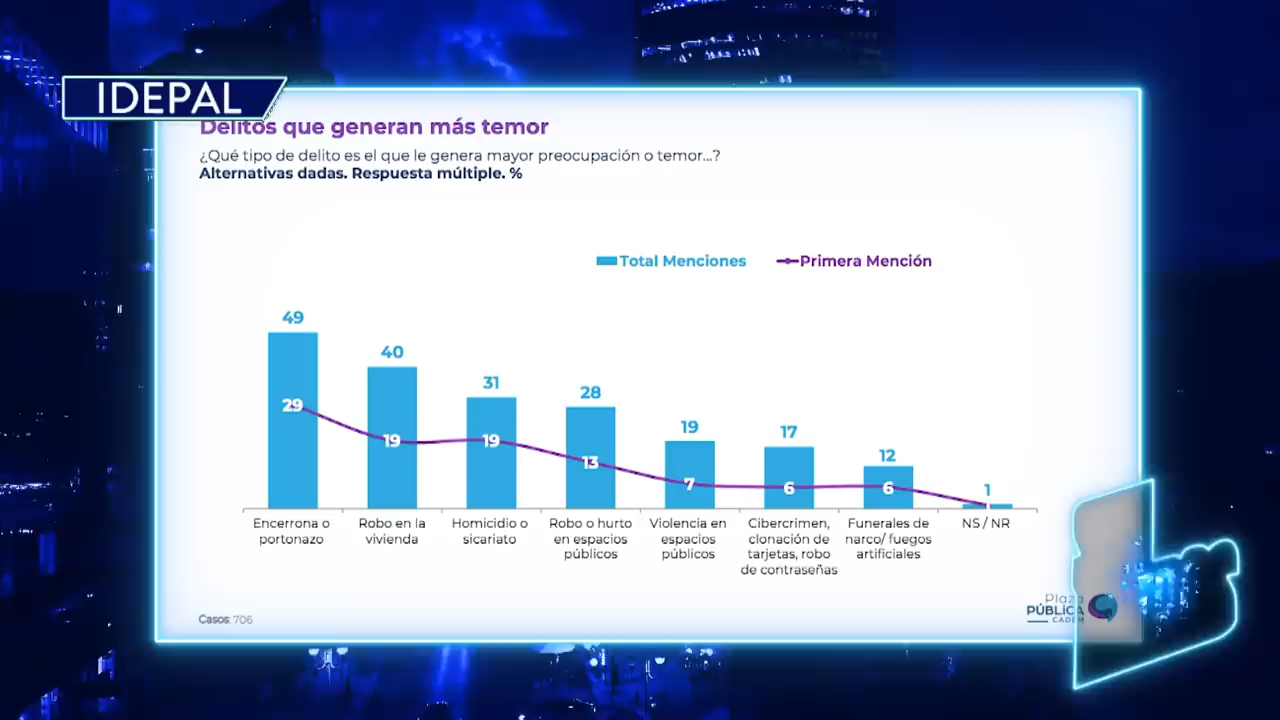 IDEPAL
Delitos que generan más temor
¿Qué tipo de delito es el que le genera mayor preocupación o temor...?
Alternativas dadas. Respuesta múltiple. %
Total Menciones
Primera Mención
49
40
31
28
19
17
12
1
29
19
19
13
7
6
6
Encerrona o
portonazo
Robo en la
vivienda
Homicidio o
sicariato
Robo o hurto
en espacios
públicos
Violencia en
espacios
públicos
Cibercrimen,
clonación de
tarjetas, robo
de contraseñas
Funerales de
narco/ fuegos
artificiales
NS / NR
Casos: 706
Plaza
PÚBLICA
CADEM